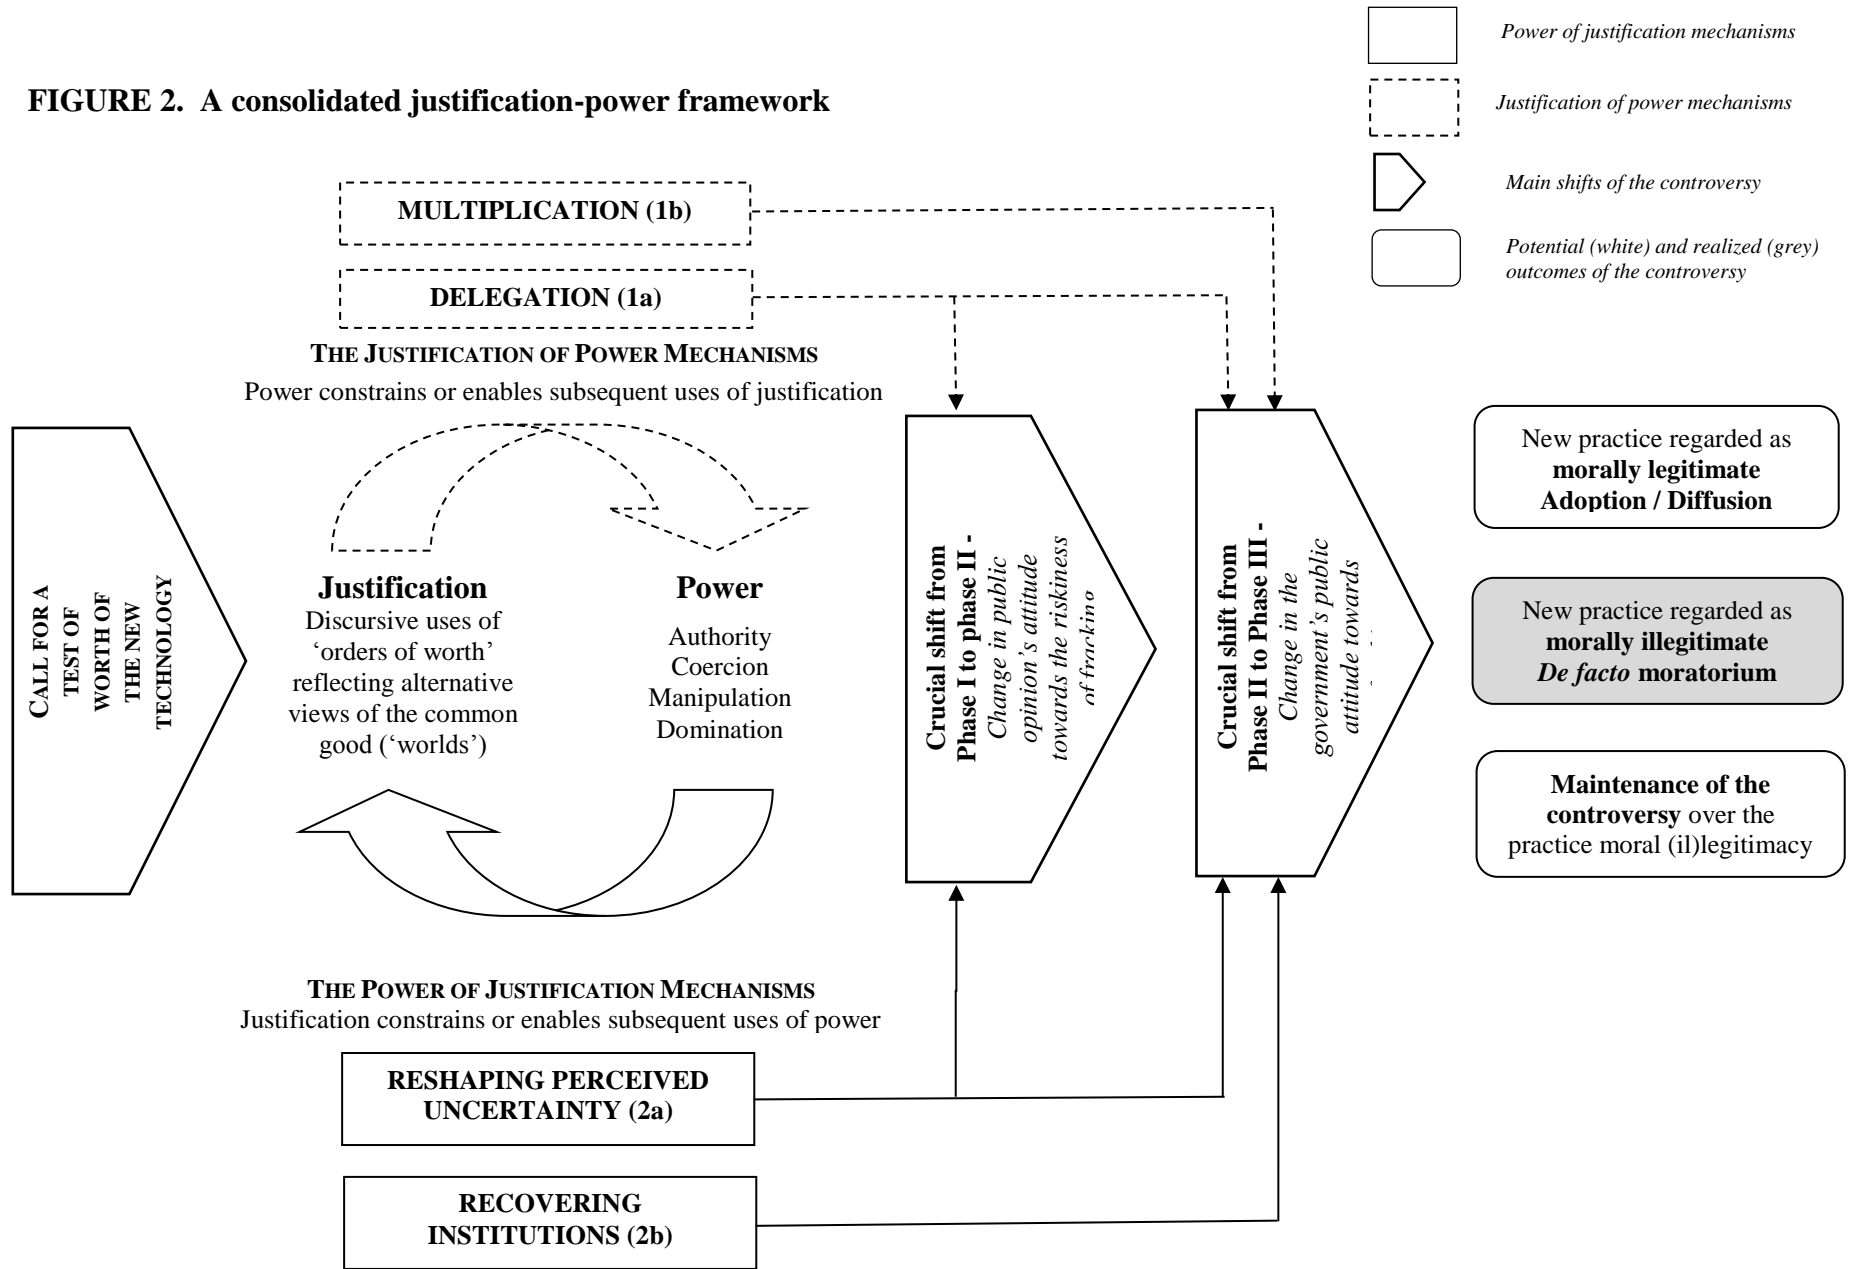 Power of justification mechanisms
Justification of power mechanisms
Main shifts of the controversy
Potential (white) and realized (grey)
outcomes of the controversy
FIGURE 2. A consolidated justification-power framework
MULTIPLICATION (1b)
DELEGATION (1a)
THE JUSTIFICATION OF POWER MECHANISMS
Power constrains or enables subsequent uses of justification
CALL FOR A
TEST OF
WORTH OF
THE NEW
TECHNOLOGY
Justification
Discursive uses of
‘orders of worth’
reflecting alternative
views of the common
good (‘worlds’)
Power
Authority
Coercion
Manipulation
Domination
THE POWER OF JUSTIFICATION MECHANISMS
Justification constrains or enables subsequent uses of power
RESHAPING PERCEIVED
UNCERTAINTY (2a)
RECOVERING
INSTITUTIONS (2b)
Crucial shift from
Phase I to phase II -
Change in public
opinion’s attitude
towards the riskiness
of fracking
Crucial shift from
Phase II to Phase III -
Change in the
government’s public
attitude towards
New practice regarded as
morally legitimate
Adoption / Diffusion
New practice regarded as
morally illegitimate
De facto moratorium
Maintenance of the
controversy over the
practice moral (il)legitimacy